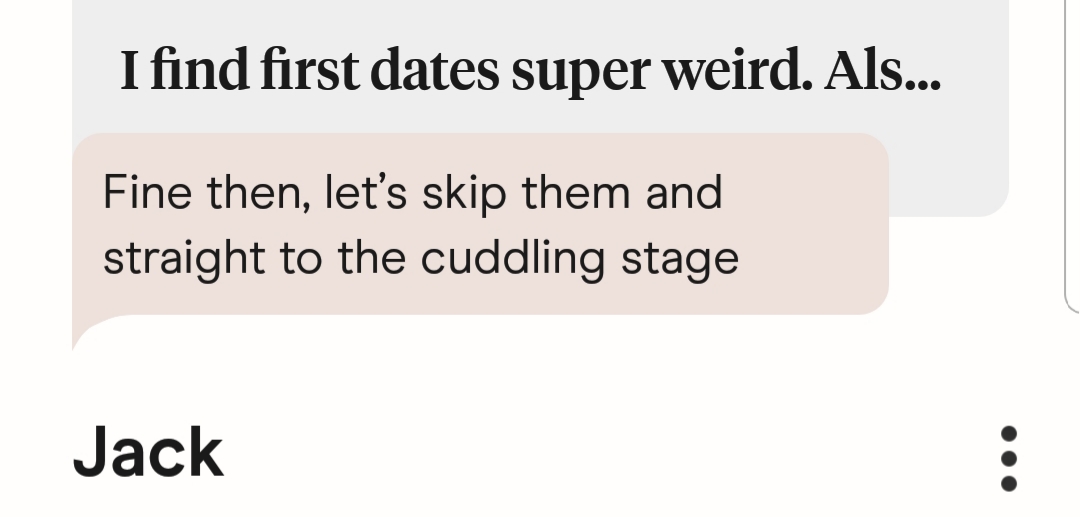 I find first dates super weird. Als...
Fine then, let’s skip them and
straight to the cuddling stage
Jack